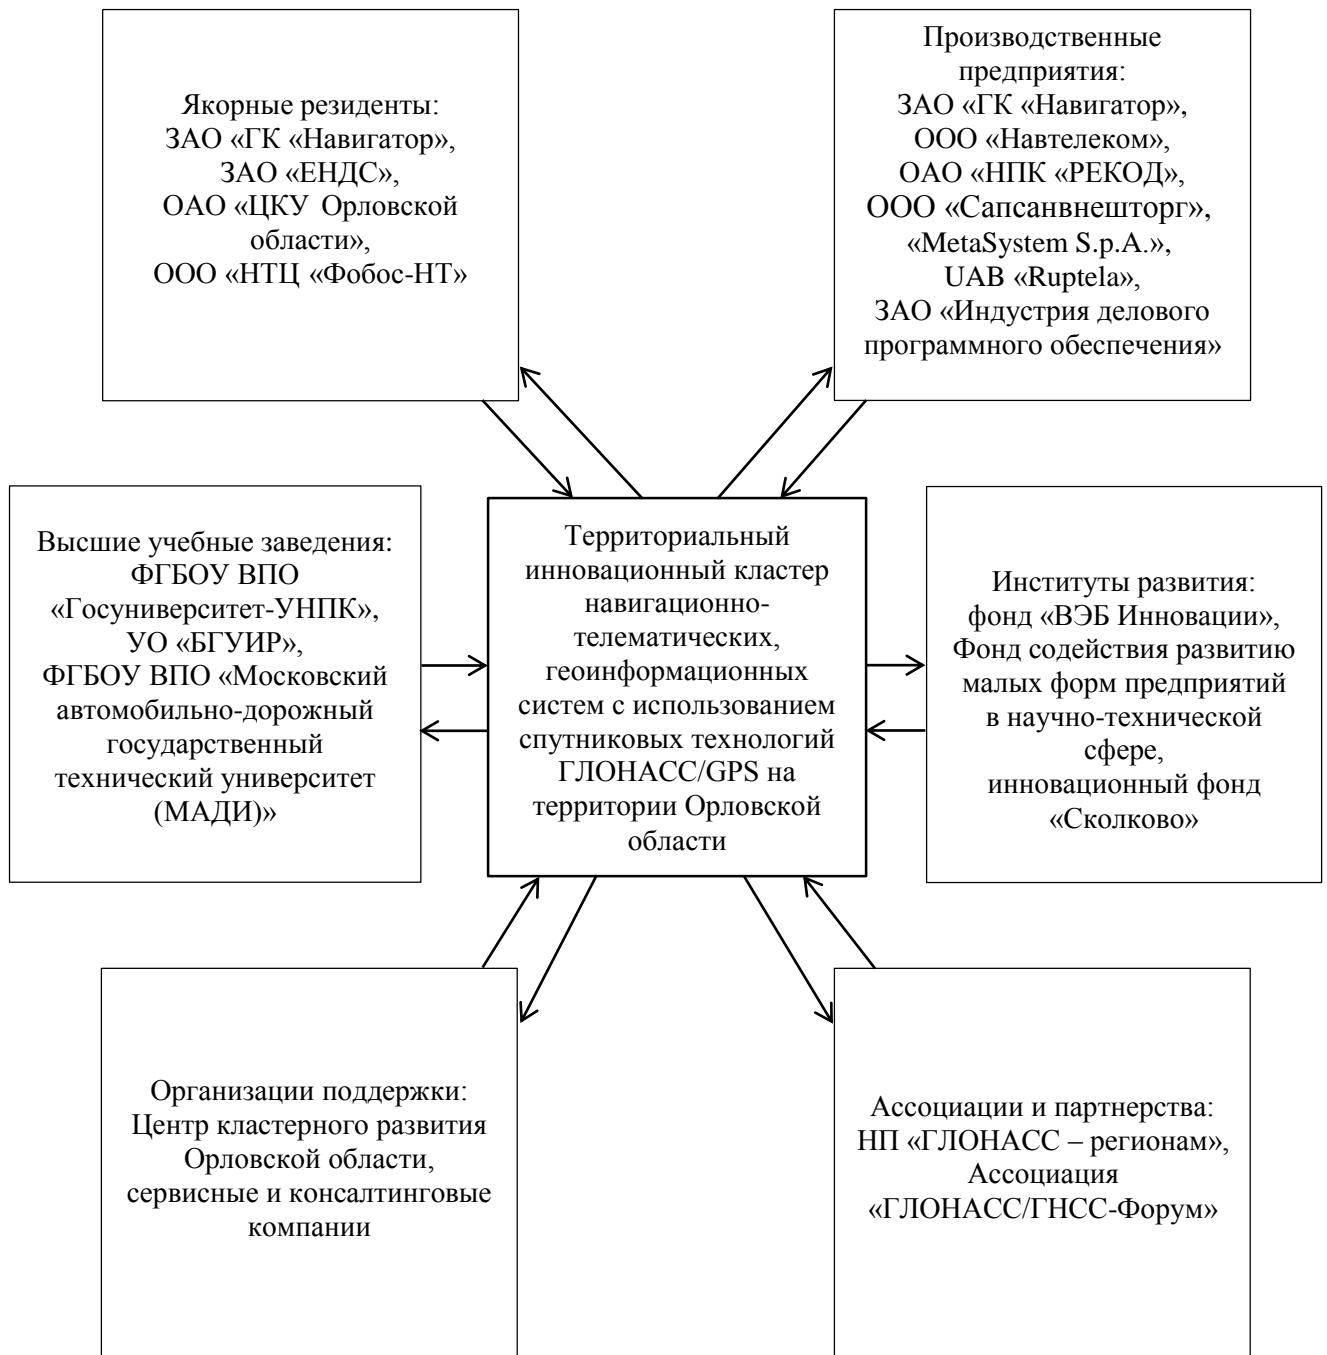 Якорные резиденты:
ЗАО «ГК «Навигатор»,
ЗАО «ЕНДС»,
ОАО «ЦКУ Орловской
области»,
ООО «НТЦ «Фобос-НТ»
Производственные
предприятия:
ЗАО «ГК «Навигатор»,
ООО «Навтелеком»,
ОАО «НПК «РЕКОД»,
ООО «Сапсанвнешторг»,
«MetaSystem S.p.A.»,
UAB «Ruptela»,
ЗАО «Индустрия делового
программного обеспечения»
Высшие учебные заведения:
ФГБОУ ВПО
«Госуниверситет-УНПК»,
УО «БГУИР»,
ФГБОУ ВПО «Московский
автомобильно-дорожный
государственный
технический университет
(МАДИ)»
Территориальный
инновационный кластер
навигационно-
телематических,
геоинформационных
систем с использованием
спутниковых технологий
ГЛОНАСС/GPS на
территории Орловской
области
Институты развития:
фонд «ВЭБ Инновации»,
Фонд содействия развитию
малых форм предприятий
в научно-технической
сфере,
инновационный фонд
«Сколково»
Организации поддержки:
Центр кластерного развития
Орловской области,
сервисные и консалтинговые
компании
Ассоциации и партнерства:
НП «ГЛОНАСС – регионам»,
Ассоциация
«ГЛОНАСС/ГНСС-Форум»